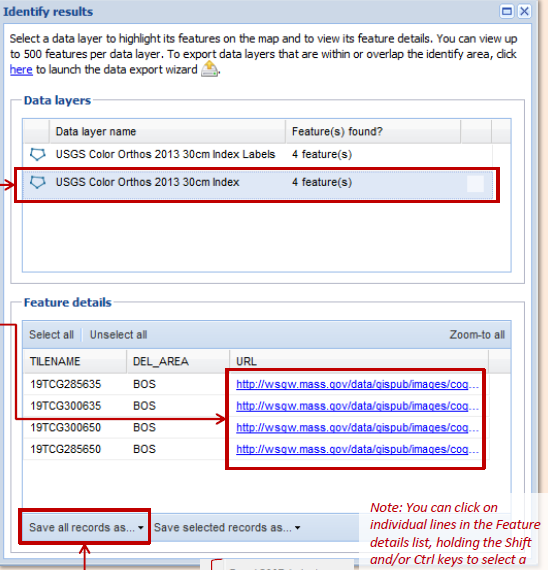 Identify results
Select a data layer to highlight its features on the map and to view its feature details. You can view up
to 500 features per data layer. To export data layers that are within or overlap the identify area, click
here to launch the data export wizard .
Data layers
Data layer name Feature(s) found?
USGS Color Orthos 2013 30cm Index Labels 4 feature(s)
USGS Color Orthos 2013 30cm Index 4 feature(s)
Feature details
Select all Unselect all Zoom-to all
TILENAME DEL_AREA URL
19TCG285635 BOS http://wsgw.mass.gov/data/gispub/images/coq...
19TCG300635 BOS http://wsgw.mass.gov/data/gispub/images/coq...
19TCG300650 BOS http://wsgw.mass.gov/data/gispub/images/coq...
19TCG285650 BOS http://wsgw.mass.gov/data/gispub/images/coq...
Save all records as... Save selected records as...
Note: You can click on
individual lines in the Feature
details list, holding the Shift
and/or Ctrl keys to select a